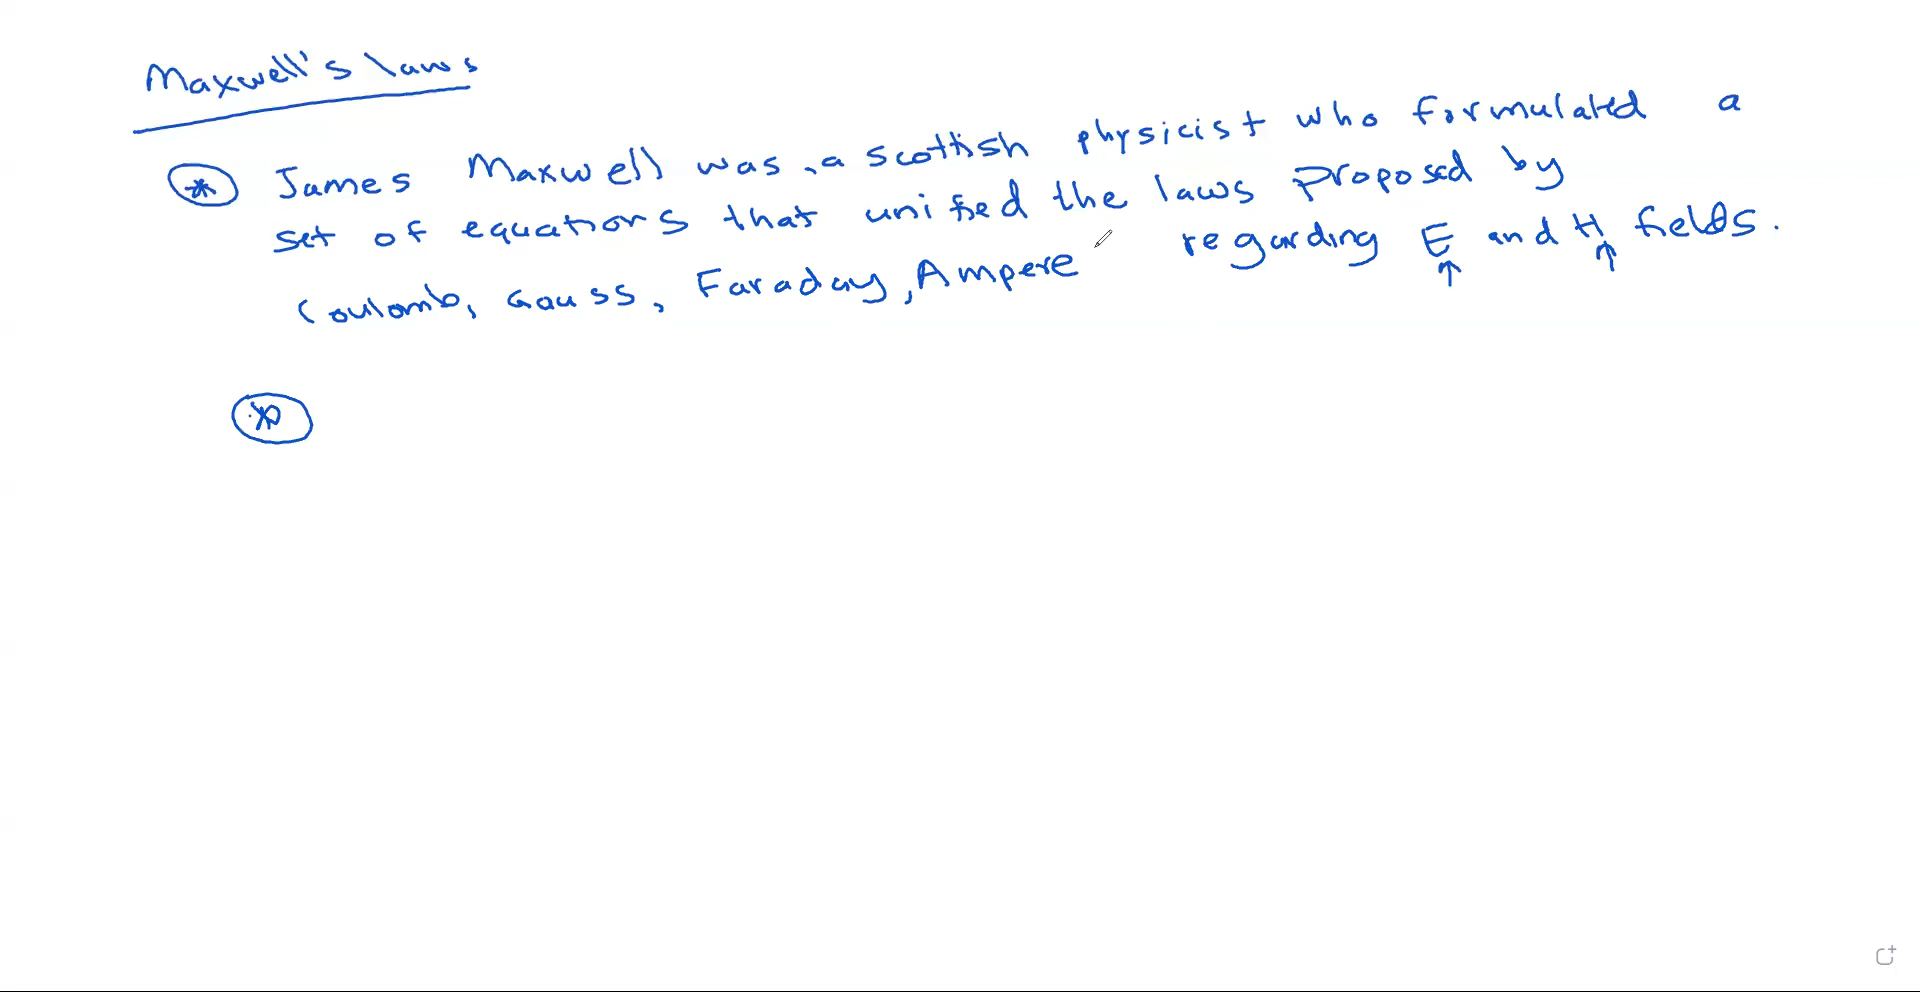 Maxwell's laws
* James Maxwell was a scottish physicist who formulated a
set of equations that unified the laws proposed by
Coulomb, Gauss, Faraday, Ampere regarding E and H fields.
*